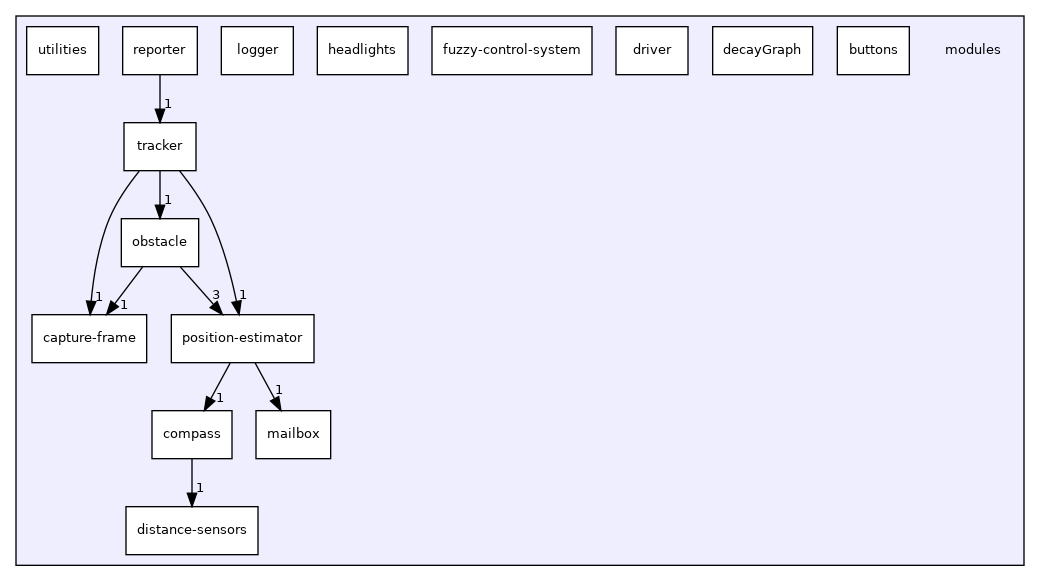 utilities
reporter
logger
headlights
fuzzy-control-system
driver
decayGraph
buttons
modules
1
tracker
1
obstacle
1
1
3
1
capture-frame
position-estimator
1
1
compass
mailbox
1
distance-sensors